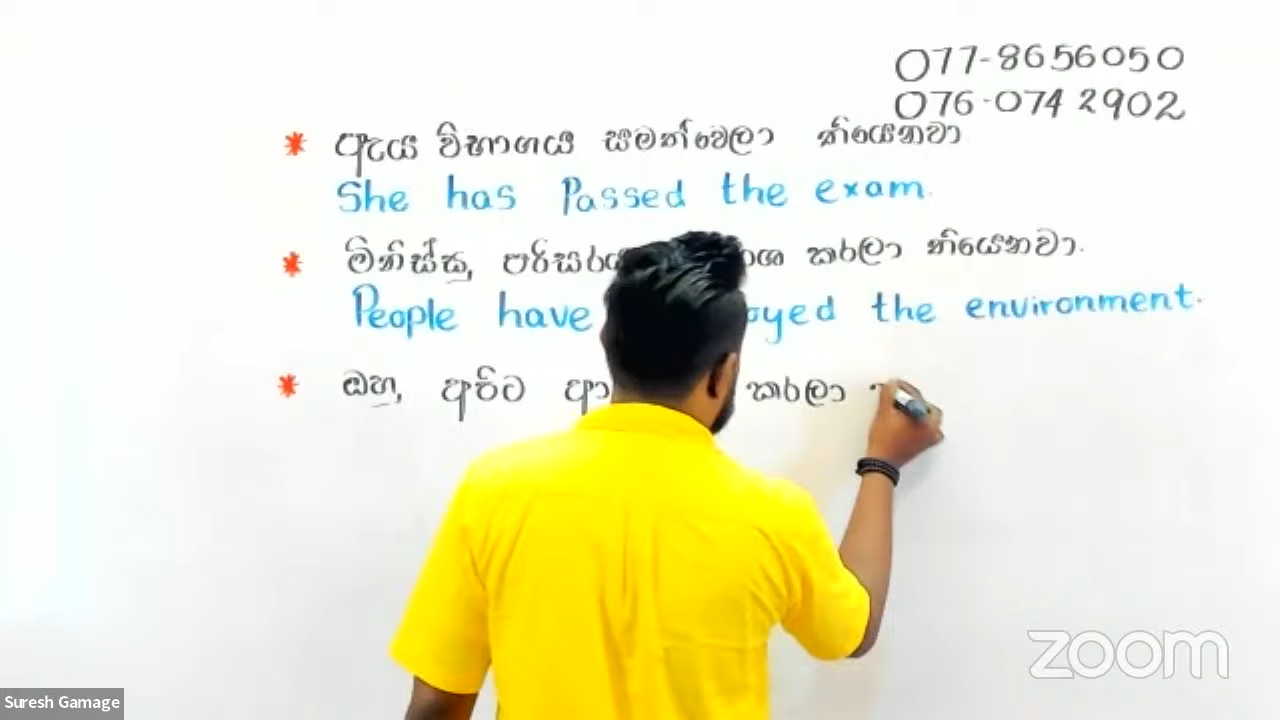 077-8656050
076-074 2902
* ඇය විභාගය සමත්වෙලා තියෙනවා
She has Passed the exam.
* මිනිස්සු පරිසරය කරලා තියෙනවා.
People have the environment.
* ඔහු අපිට කරලා
zoom
Suresh Gamage